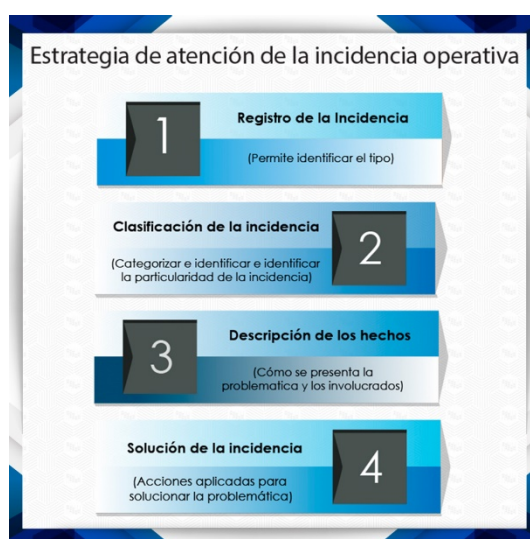 Estrategia de atención de la incidencia operativa
1
Registro de la Incidencia
(Permite identificar el tipo)
Clasificación de la incidencia
(Categorizar e identificar e identificar
la particularidad de la incidencia)
2
3
Descripción de los hechos
(Cómo se presenta la
problematica y los involucrados)
Solución de la incidencia
(Acciones aplicadas para
solucionar la problemática)
4